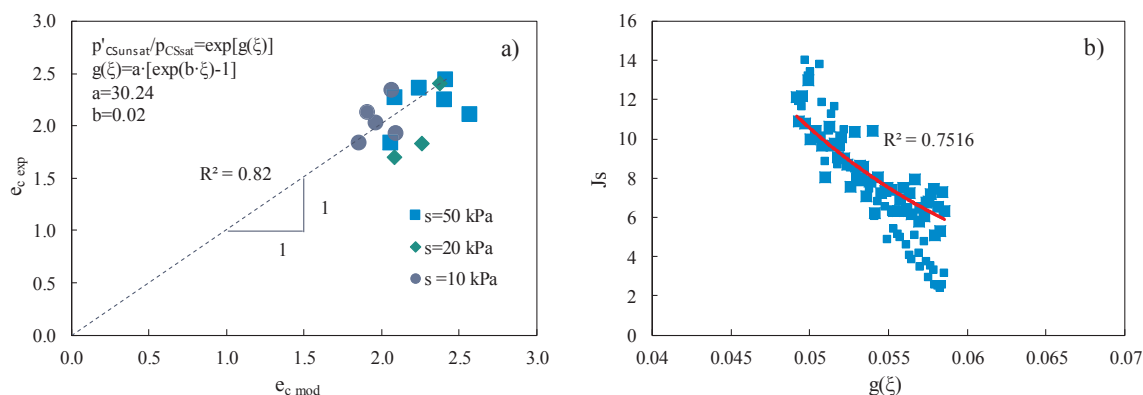 a)
p'CSunsat/pCSsat=exp[g(ξ)]
g(ξ)=a·[exp(b·ξ)-1]
a=30.24
b=0.02
R² = 0.82
1
1
s=50 kPa
s=20 kPa
s =10 kPa
3.0
2.5
2.0
1.5
1.0
0.5
0.0
0.0
0.5
1.0
1.5
2.0
2.5
3.0
e_c exp
e_c mod
b)
R² = 0.7516
16
14
12
10
8
6
4
2
0
0.04
0.045
0.05
0.055
0.06
0.065
0.07
Js
g(ξ)